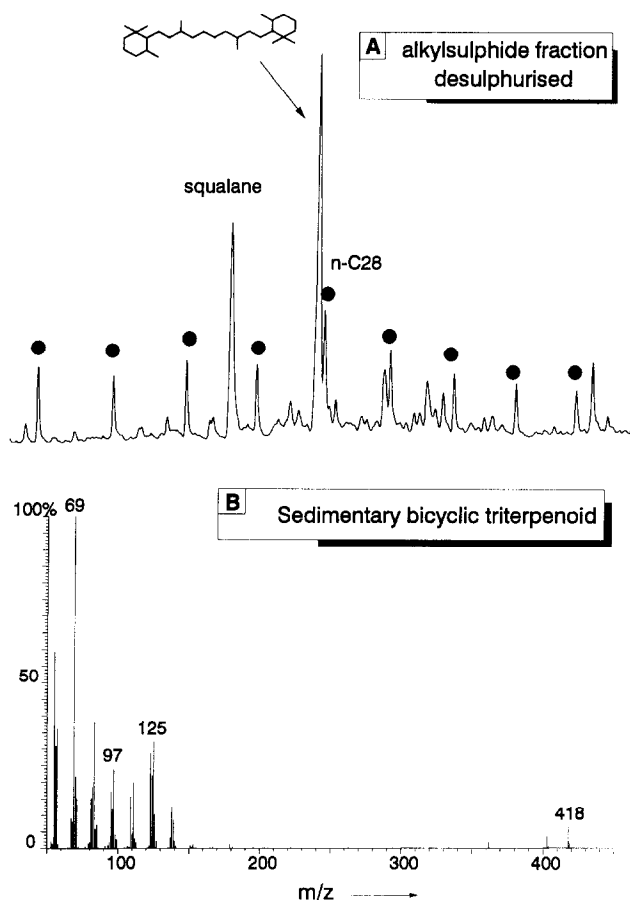 A
alkylsulphide fraction
desulphurised
squalane
n-C28
B
Sedimentary bicyclic triterpenoid
100%
69
50
125
97
418
0
100
200
300
400
m/z